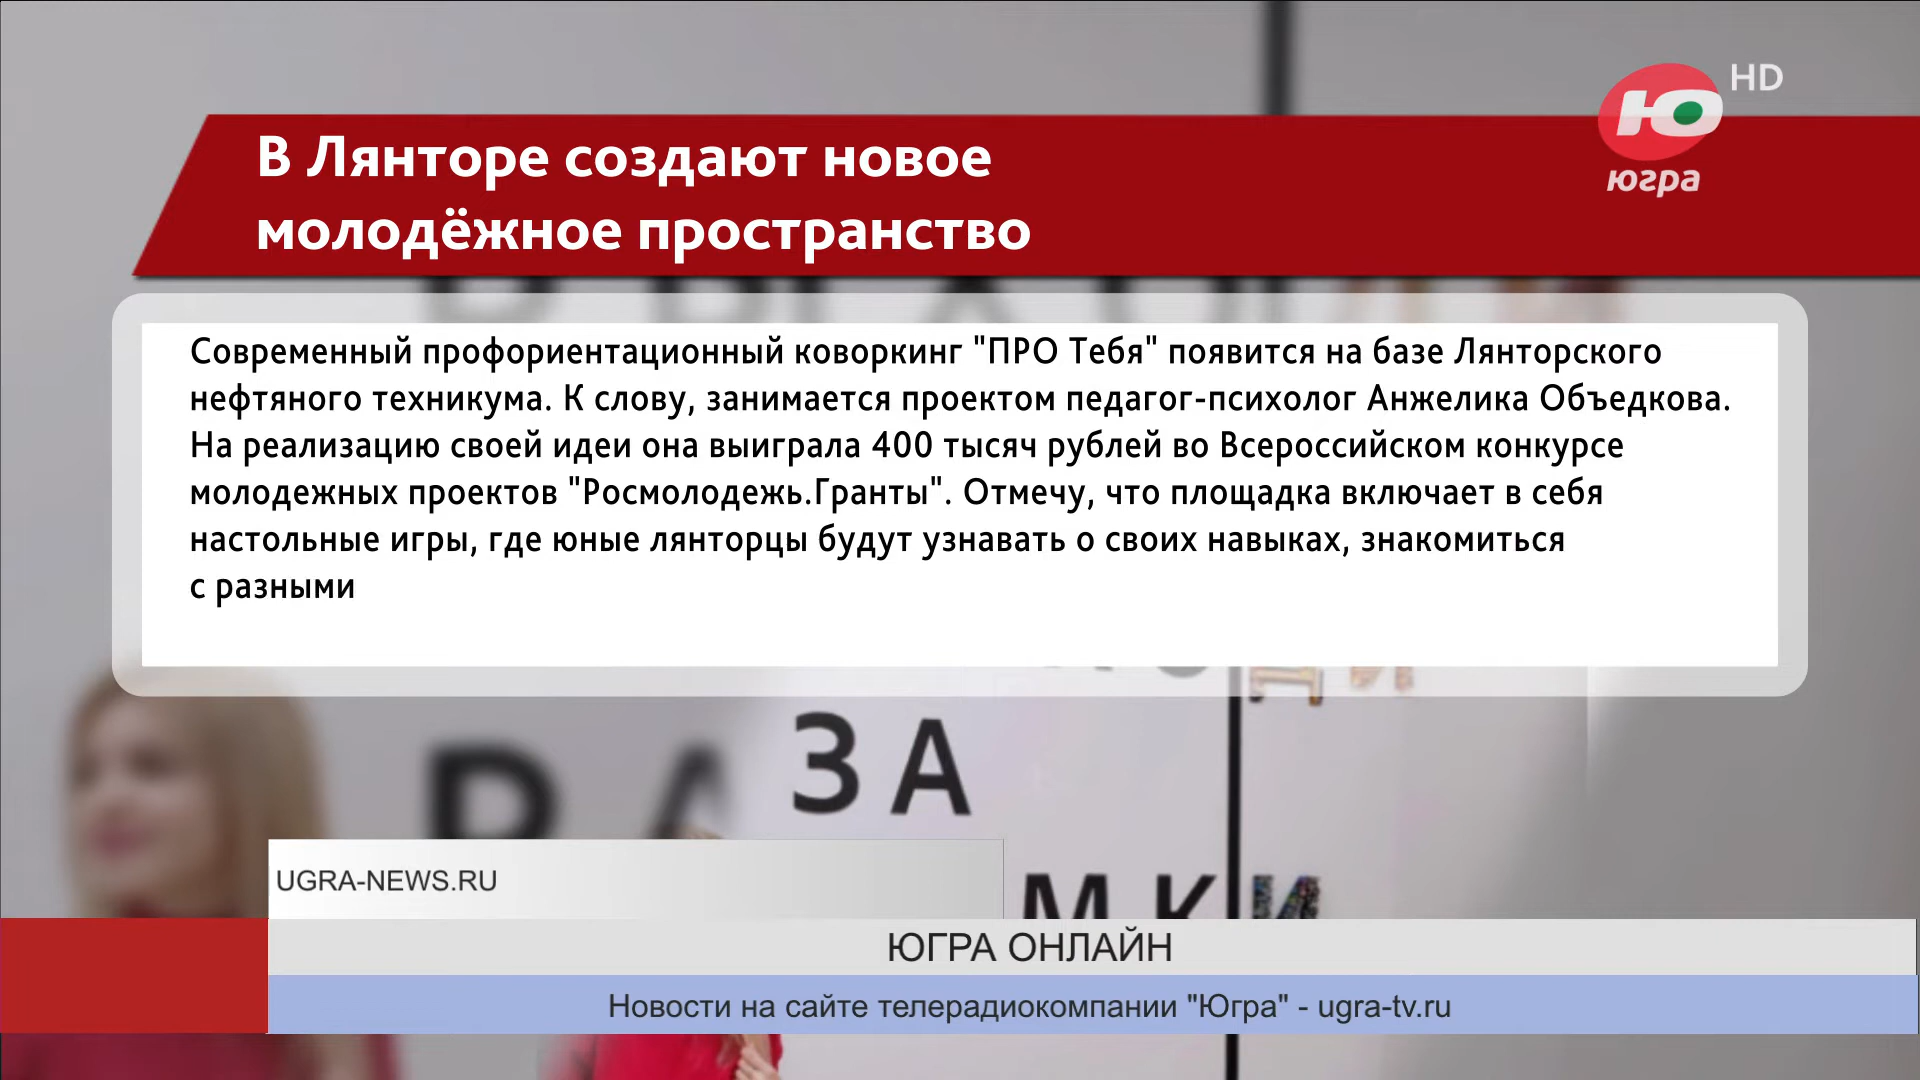 HD
Ю
югра
В Лянторе создают новое
молодёжное пространство
Современный профориентационный коворкинг "ПРО Тебя" появится на базе Лянторского
нефтяного техникума. К слову, занимается проектом педагог-психолог Анжелика Объедкова.
На реализацию своей идеи она выиграла 400 тысяч рублей во Всероссийском конкурсе
молодежных проектов "Росмолодежь.Гранты". Отмечу, что площадка включает в себя
настольные игры, где юные лянторцы будут узнавать о своих навыках, знакомиться
с разными
ЗА
МКИ
UGRA-NEWS.RU
ЮГРА ОНЛАЙН
Новости на сайте телерадиокомпании "Югра" - ugra-tv.ru